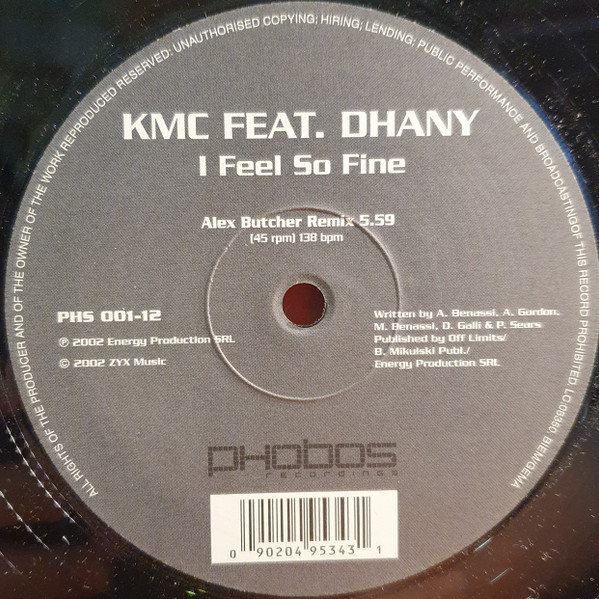 ALL RIGHTS OF THE PRODUCER AND OF THE OWNER OF THE WORK REPRODUCED RESERVED; UNAUTHORISED COPYING; HIRING; LENDING; PUBLIC PERFORMANCE AND BROADCASTINGOF THIS RECORD PROHIBITED. LC:06350. BIEM/GEMA
KMC FEAT. DHANY
I Feel So Fine
Alex Butcher Remix 5.59
(45 rpm) 138 bpm
PHS 001-12
℗ 2002 Energy Production SRL
© 2002 ZYX Music
Written by A. Benassi, A. Gordon,
M. Benassi, D. Galli & P. Sears
Published by Off Limits/
B. Mikulski Publ./
Energy Production SRL
PHOBOS
recordings
0 90204 95343 1